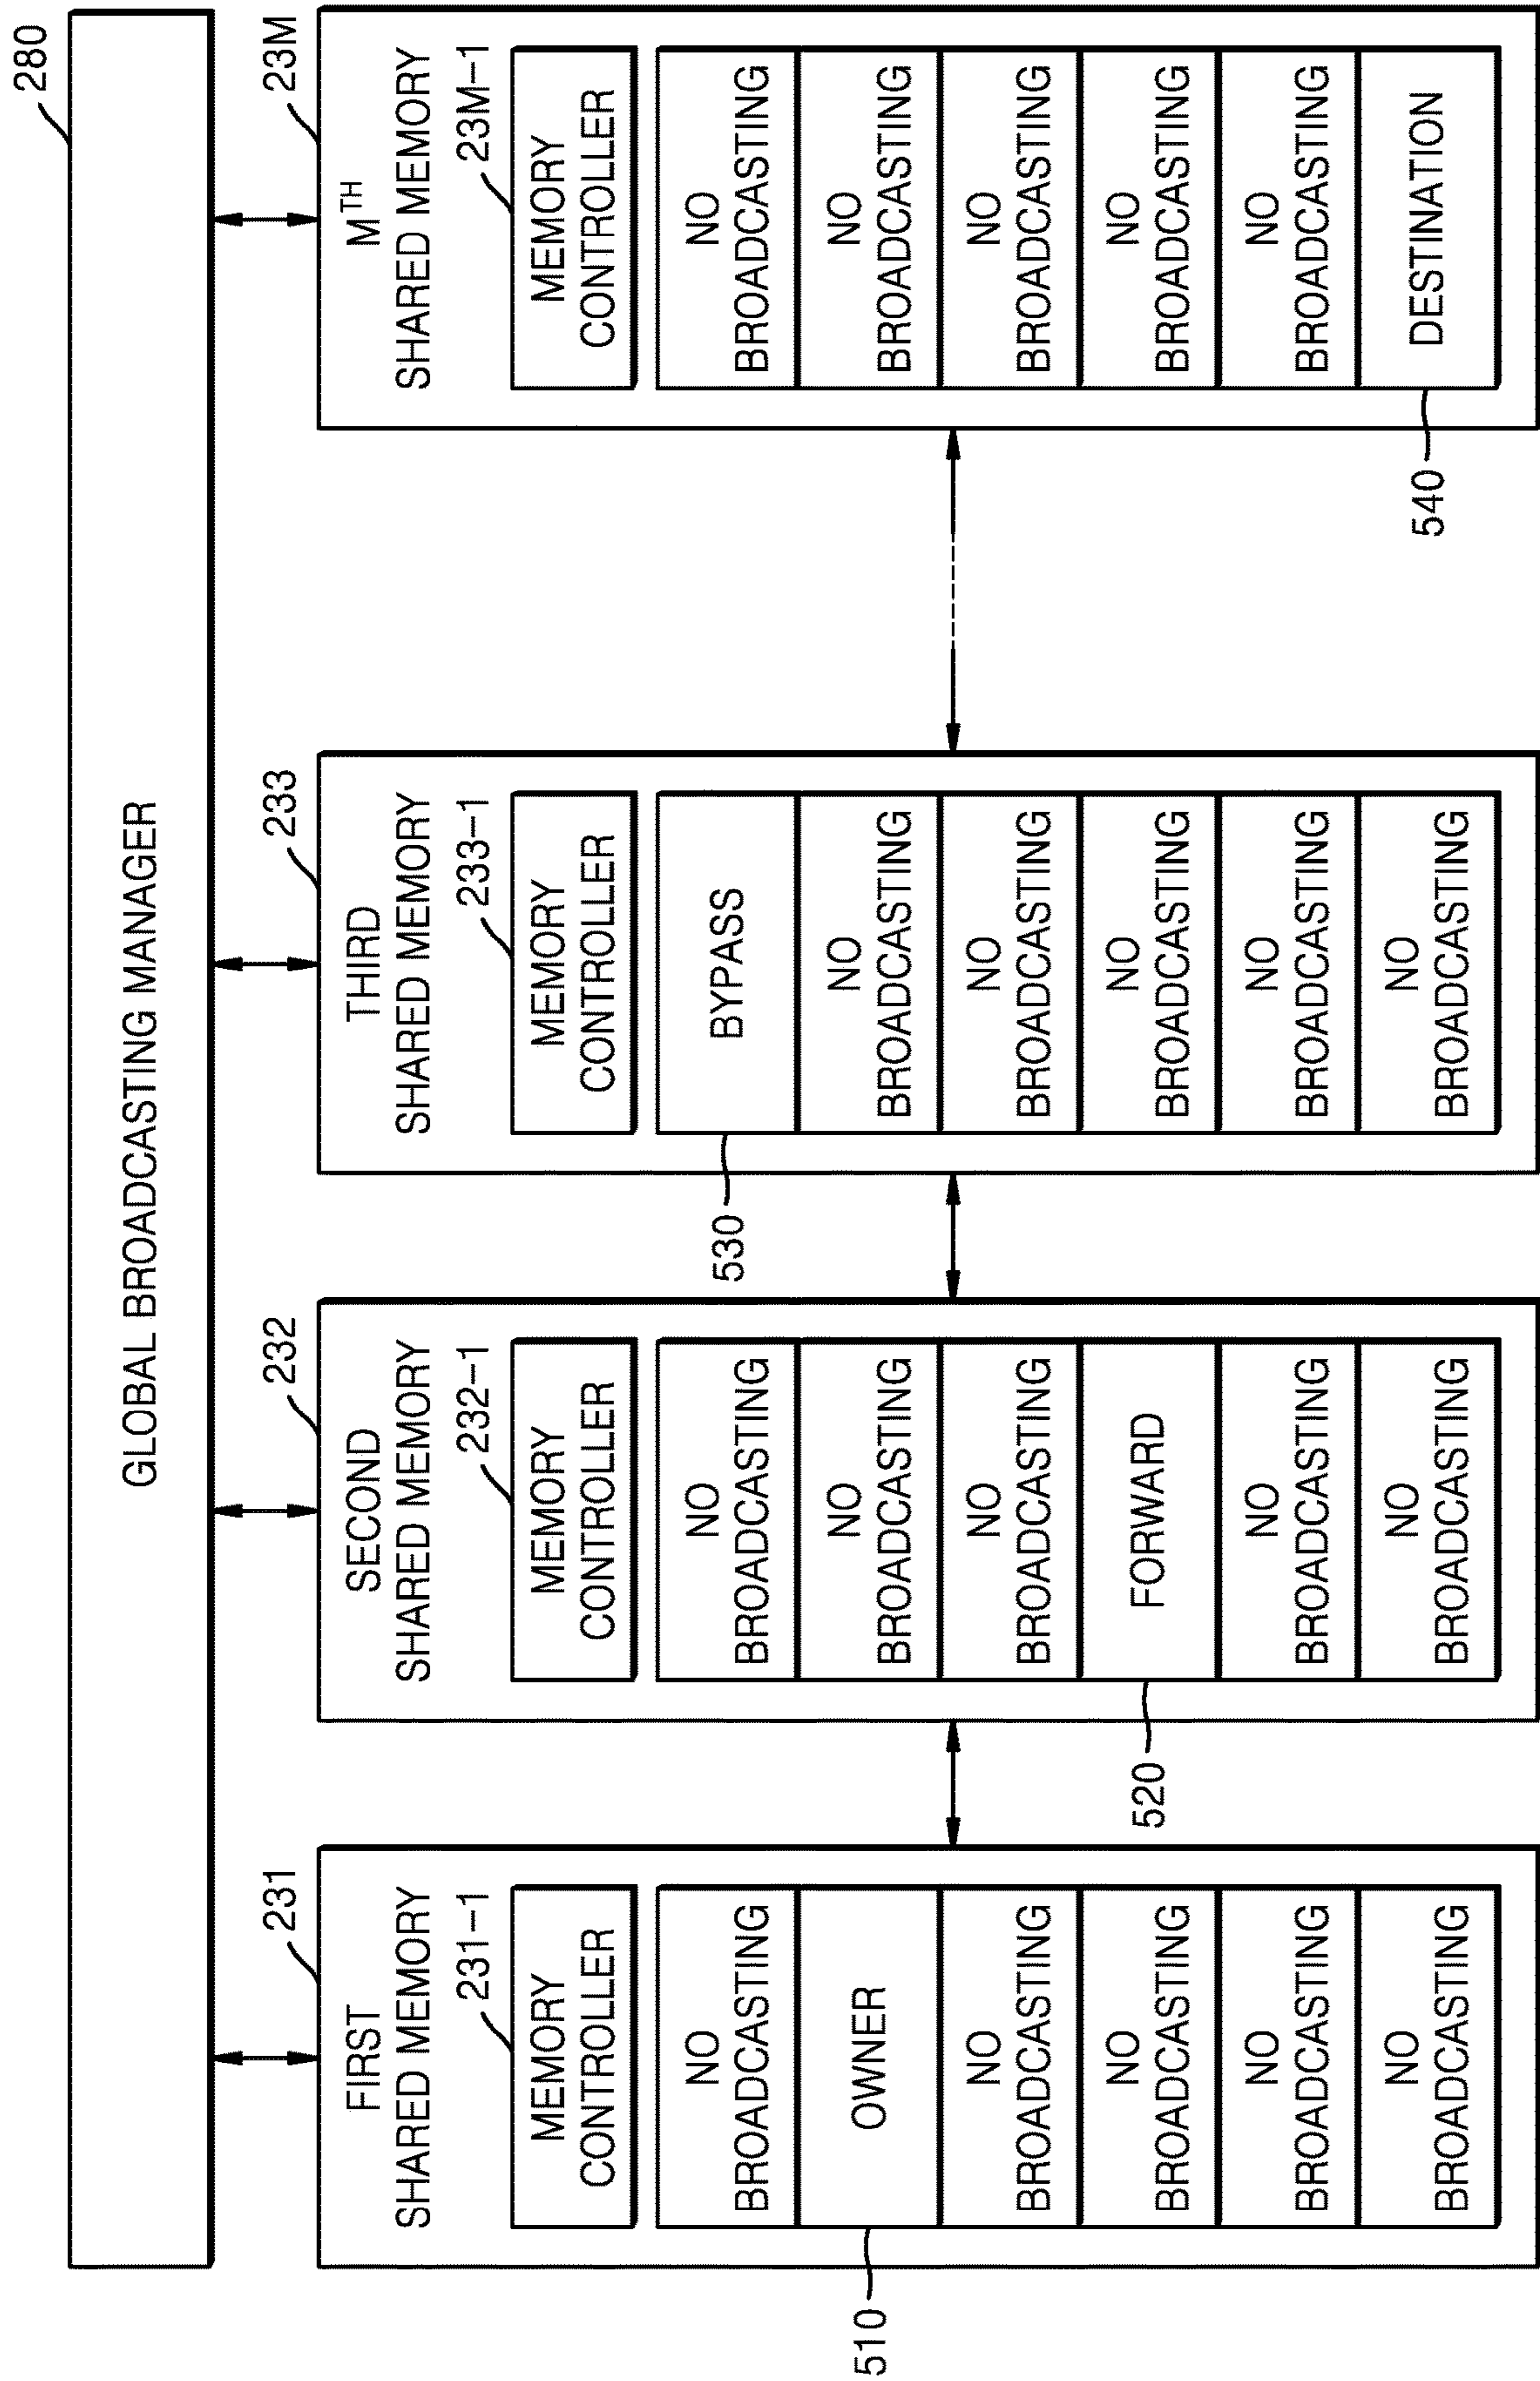 280
GLOBAL BROADCASTING MANAGER
231
FIRST
SHARED MEMORY
231-1
MEMORY
CONTROLLER
NO
BROADCASTING
510
OWNER
NO
BROADCASTING
NO
BROADCASTING
NO
BROADCASTING
NO
BROADCASTING
232
SECOND
SHARED MEMORY
232-1
MEMORY
CONTROLLER
NO
BROADCASTING
NO
BROADCASTING
NO
BROADCASTING
520
FORWARD
NO
BROADCASTING
NO
BROADCASTING
233
THIRD
SHARED MEMORY
233-1
MEMORY
CONTROLLER
530
BYPASS
NO
BROADCASTING
NO
BROADCASTING
NO
BROADCASTING
NO
BROADCASTING
NO
BROADCASTING
23M
MTH
SHARED MEMORY
23M-1
MEMORY
CONTROLLER
NO
BROADCASTING
NO
BROADCASTING
NO
BROADCASTING
NO
BROADCASTING
NO
BROADCASTING
540
DESTINATION